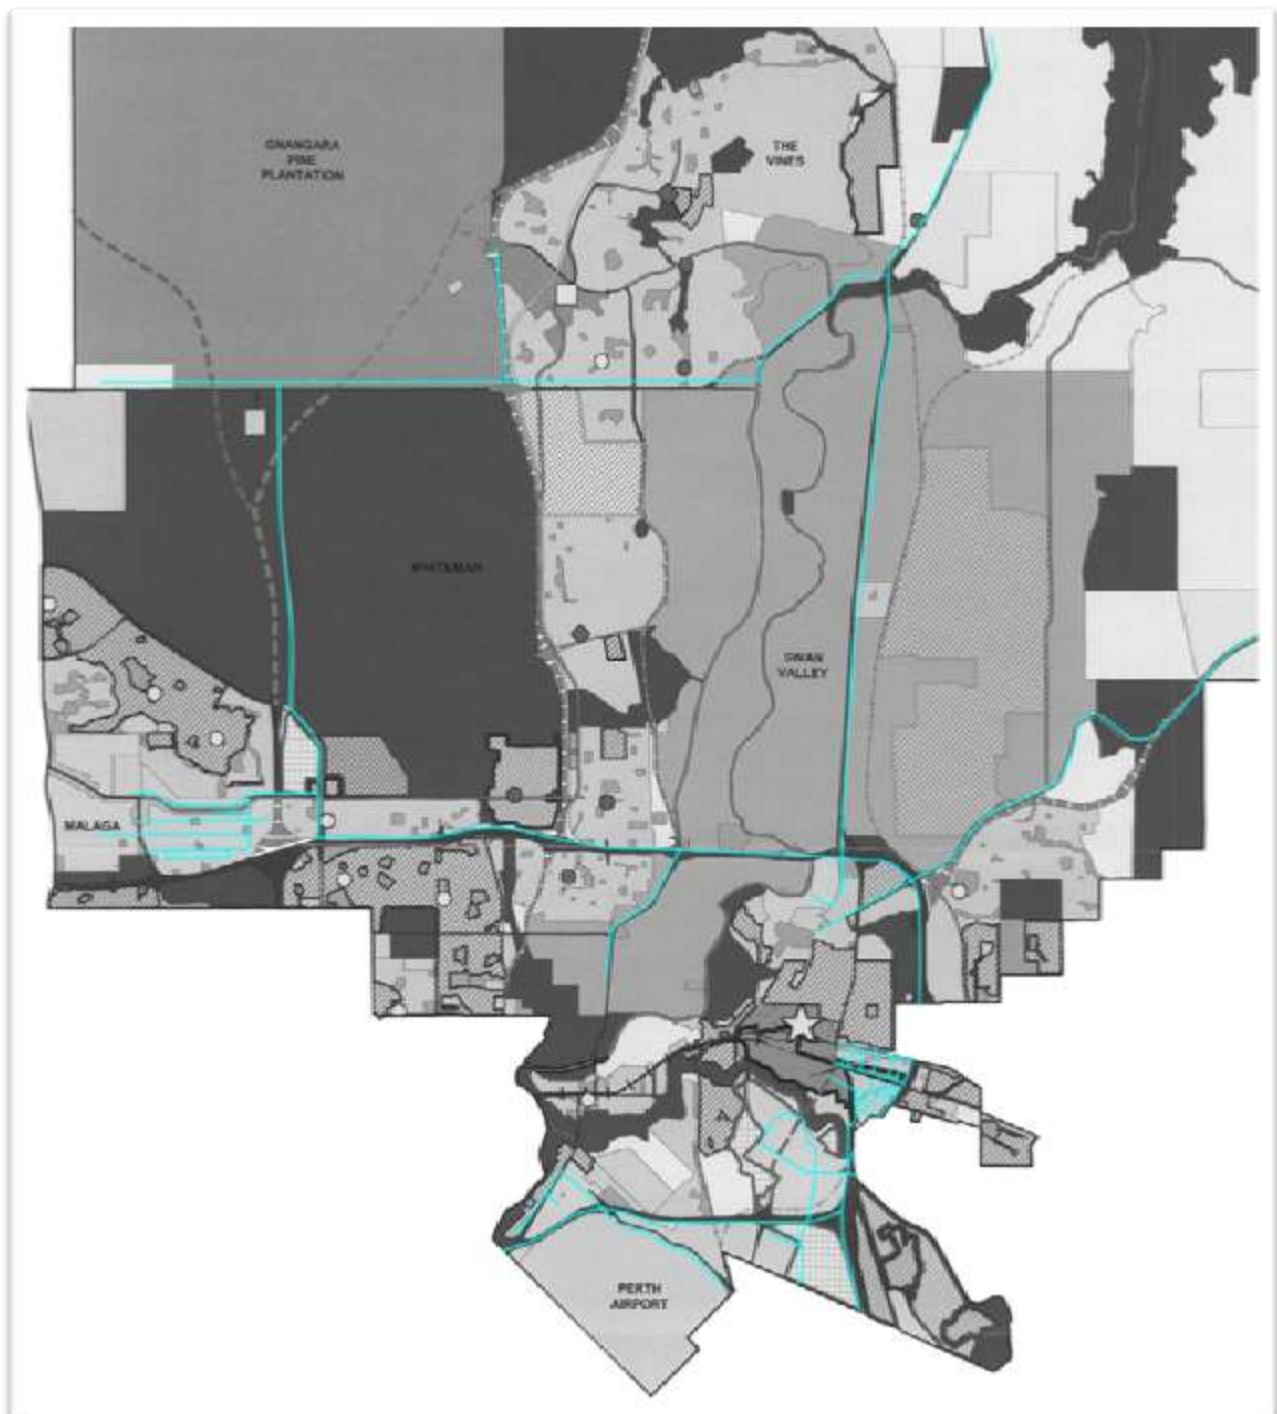 GNANGARA
PINE
PLANTATION
THE
VINES
WHITEMAN
SWAN
VALLEY
MALAGA
PERTH
AIRPORT